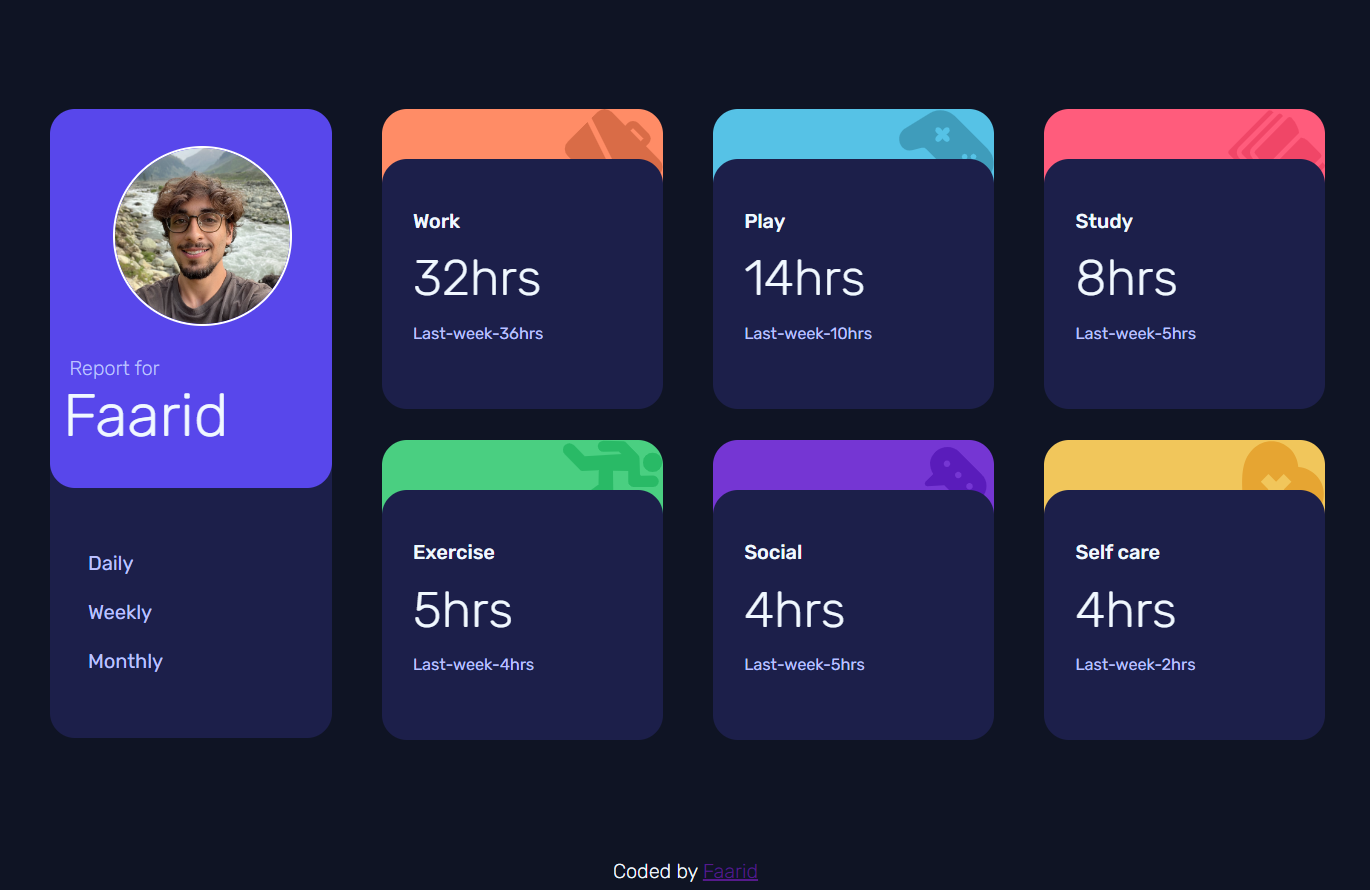 Report for
Faarid
Daily
Weekly
Monthly
Work
32hrs
Last-week-36hrs
Play
14hrs
Last-week-10hrs
Study
8hrs
Last-week-5hrs
Exercise
5hrs
Last-week-4hrs
Social
4hrs
Last-week-5hrs
Self care
4hrs
Last-week-2hrs
Coded by Faarid